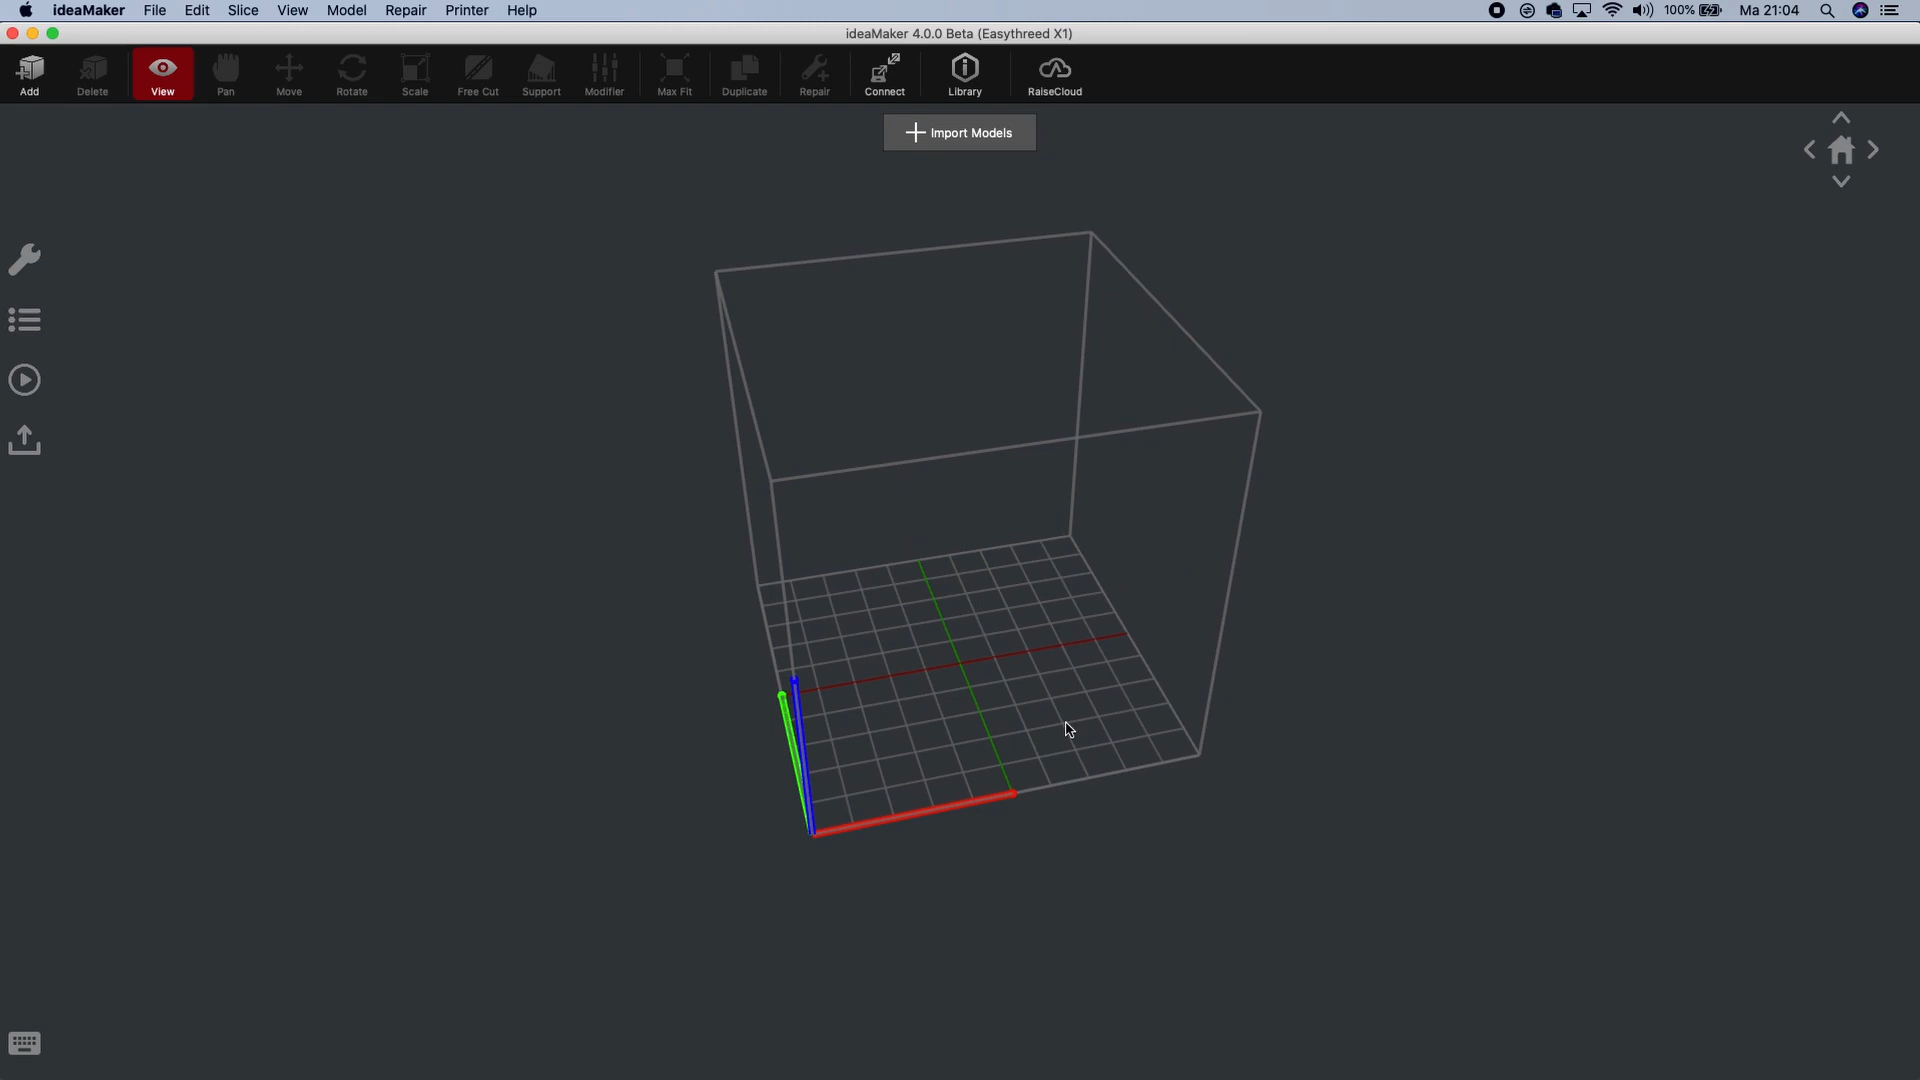 ideaMaker File Edit Slice View Model Repair Printer Help 100% Ma 21:04
ideaMaker 4.0.0 Beta (Easythreed X1)
Add Delete View Pan Move Rotate Scale Free Cut Support Modifier Max Fit Duplicate Repair Connect Library RaiseCloud
Import Models